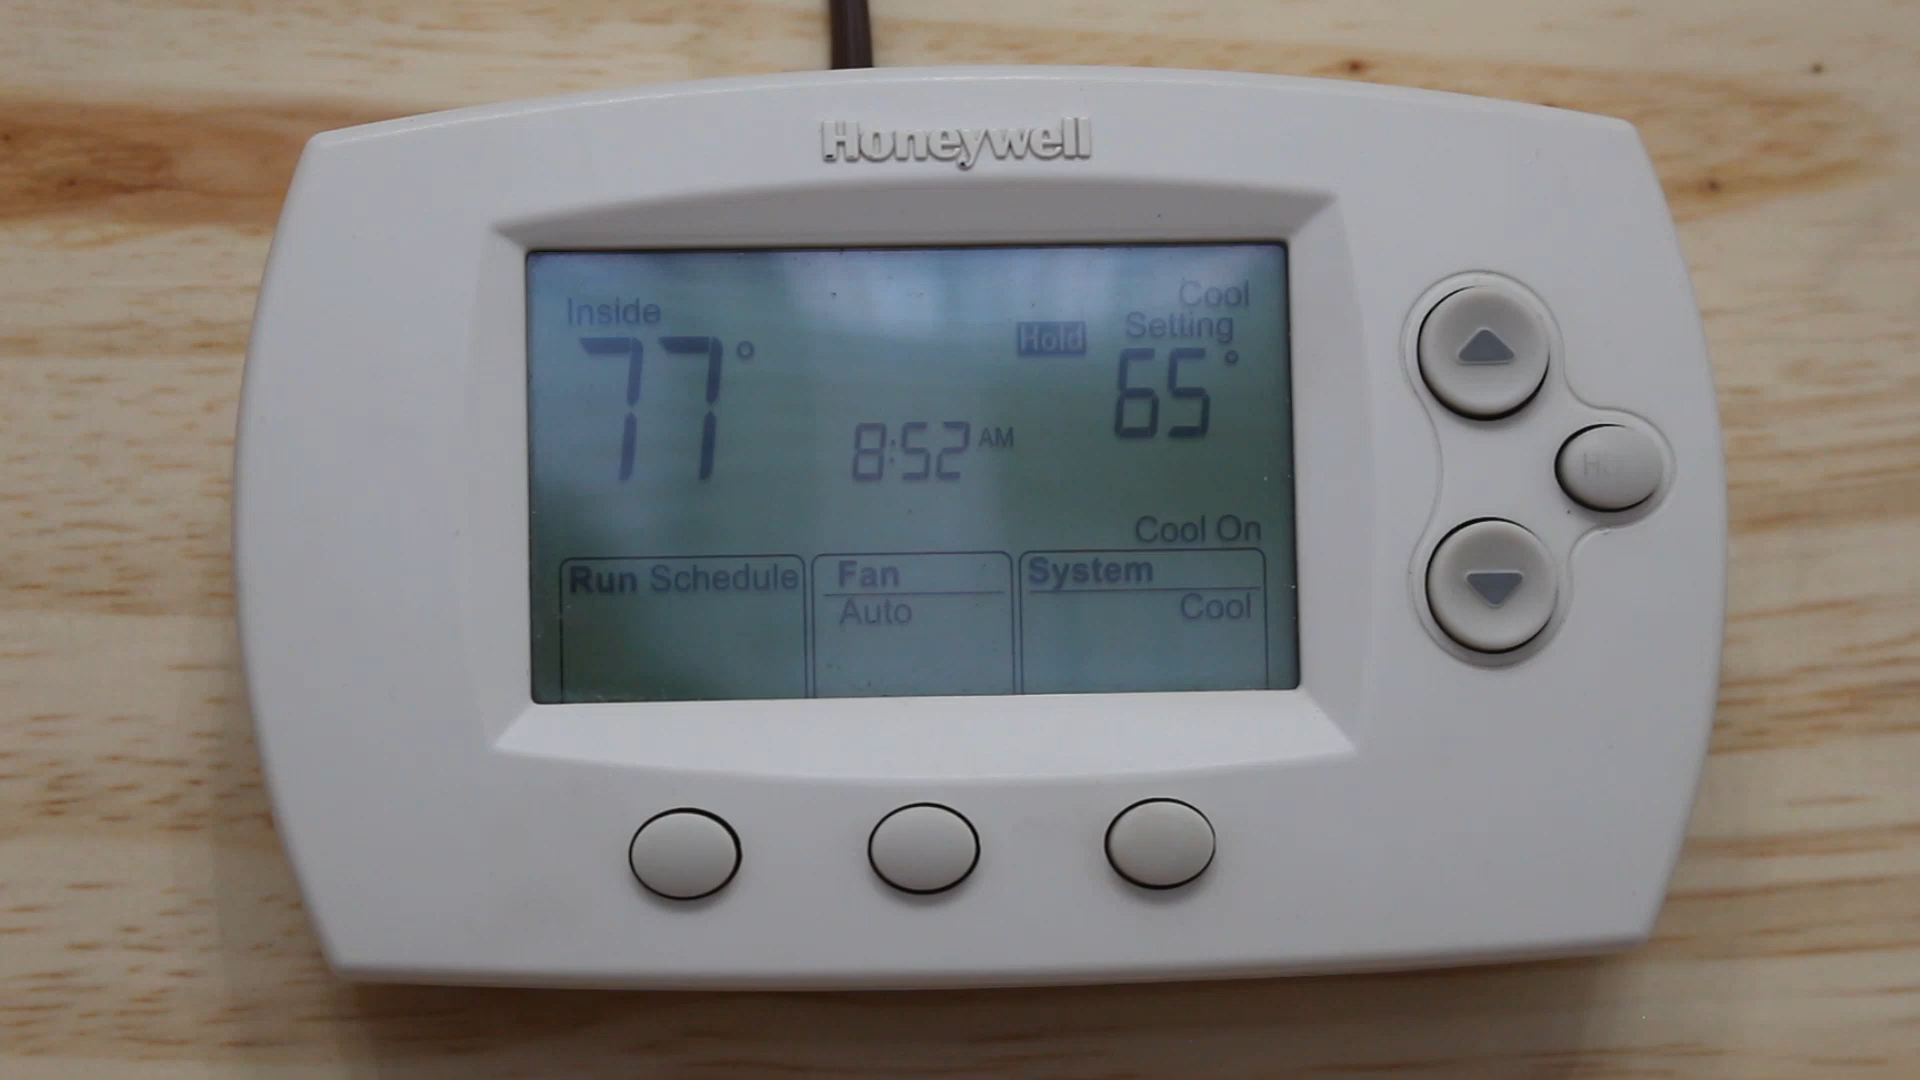 Honeywell
Inside
77°
Hold
Cool
Setting
65°
8:52 AM
Cool On
Run Schedule
Fan
Auto
System
Cool